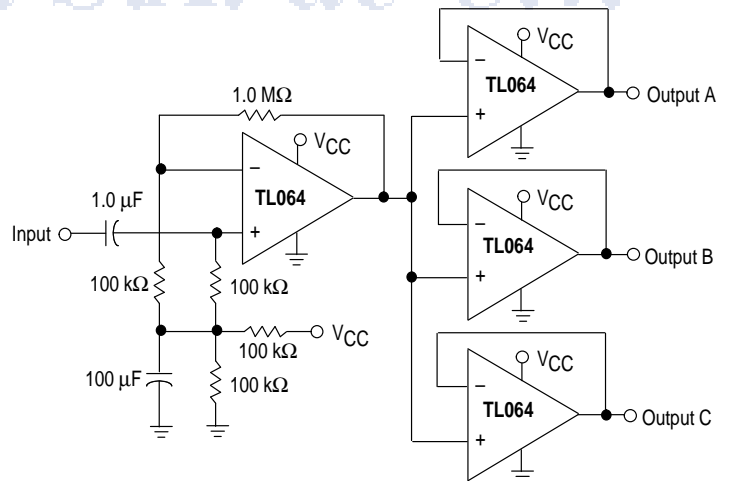 VCC
−
TL064
+
Output A
1.0 MΩ
VCC
−
TL064
+
1.0 µF
Input
100 kΩ
100 kΩ
VCC
100 kΩ
100 µF
100 kΩ
VCC
−
TL064
+
Output B
VCC
−
TL064
+
Output C